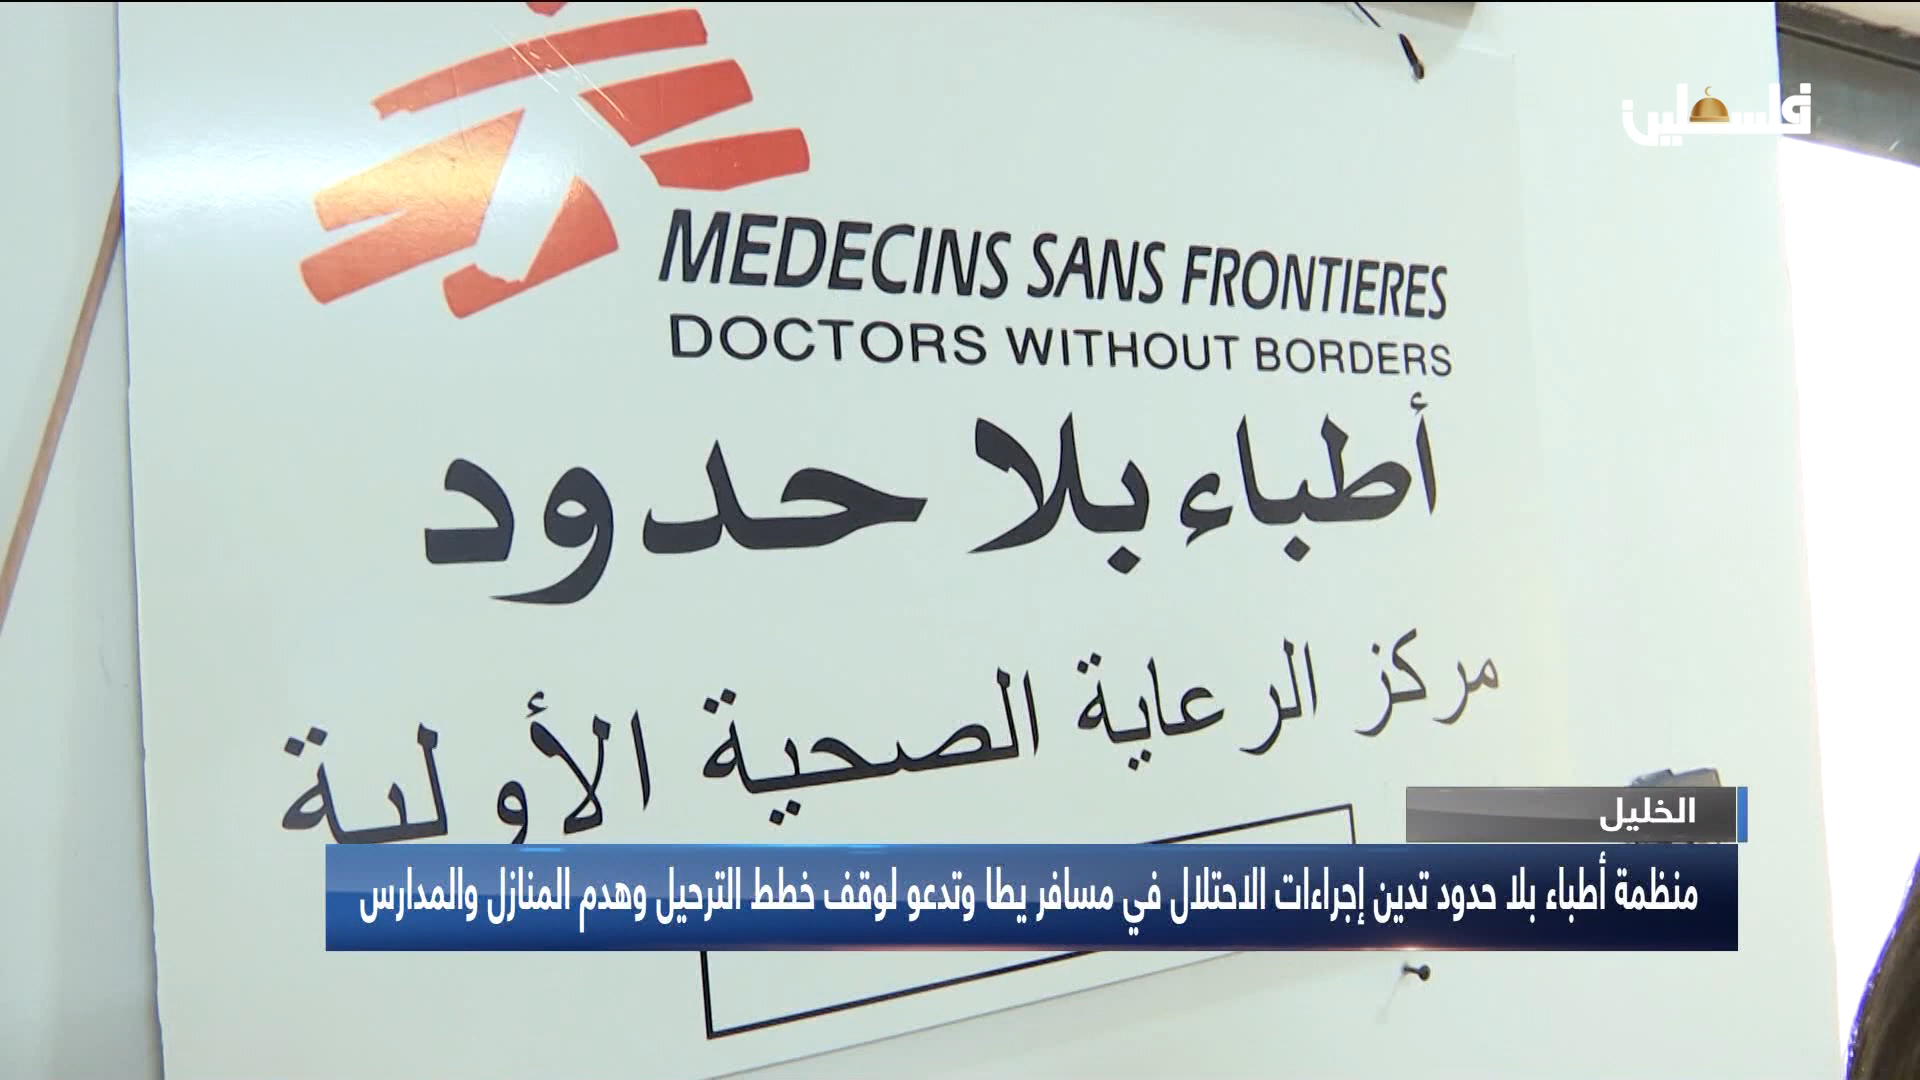 فلسطين
MEDECINS SANS FRONTIERES
DOCTORS WITHOUT BORDERS
أطباء بلا حدود
مركز الرعاية الصحية الأولية
الخليل
منظمة أطباء بلا حدود تدين إجراءات الاحتلال في مسافر يطا وتدعو لوقف خطط الترحيل وهدم المنازل والمدارس